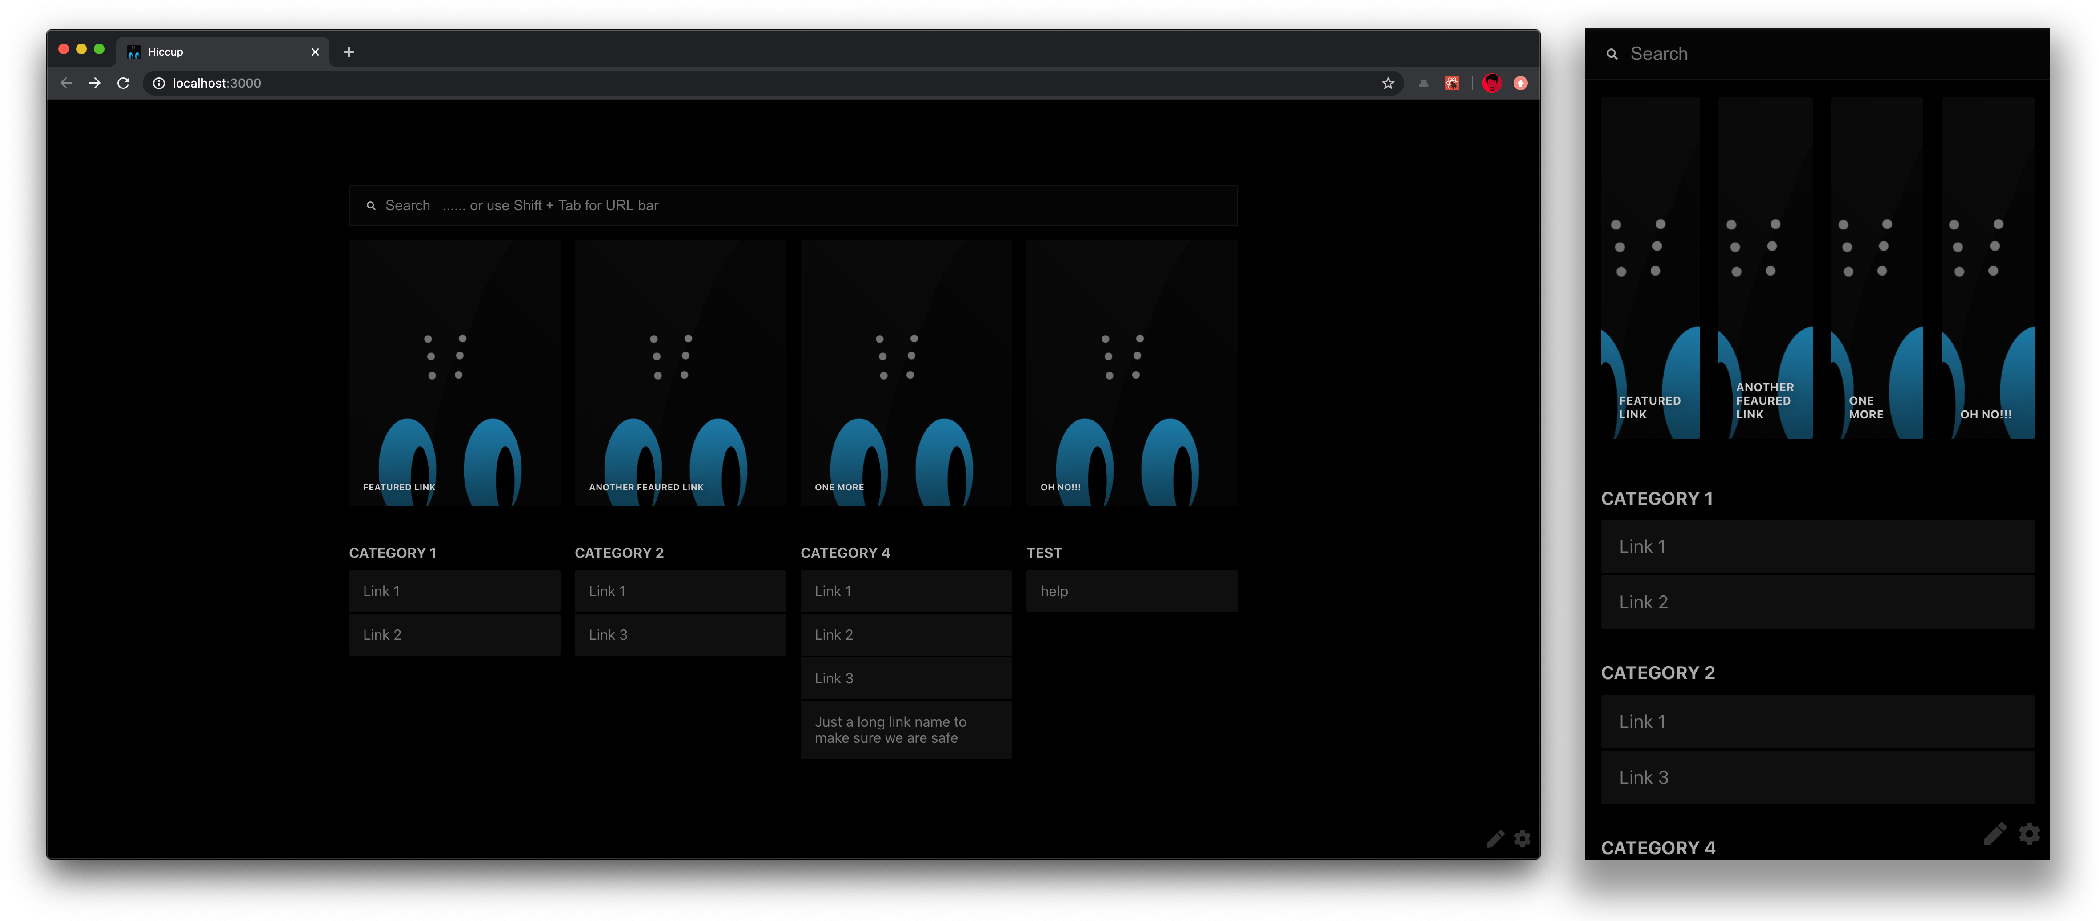 Hiccup
localhost:3000
Search ...... or use Shift + Tab for URL bar
FEATURED LINK
ANOTHER FEAURED LINK
ONE MORE
OH NO!!!
CATEGORY 1
Link 1
Link 2
CATEGORY 2
Link 1
Link 3
CATEGORY 4
Link 1
Link 2
Link 3
Just a long link name to
make sure we are safe
TEST
help
Search
FEATURED
LINK
ANOTHER
FEAURED
LINK
ONE
MORE
OH NO!!!
CATEGORY 1
Link 1
Link 2
CATEGORY 2
Link 1
Link 3
CATEGORY 4